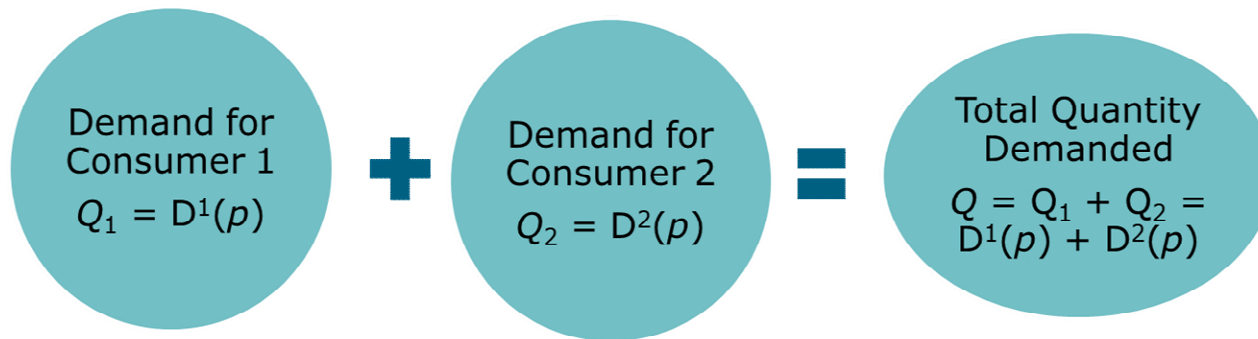 Demand for
Consumer 1
Q₁ = D¹(p)
Demand for
Consumer 2
Q₂ = D²(p)
Total Quantity
Demanded
Q = Q₁ + Q₂ =
D¹(p) + D²(p)